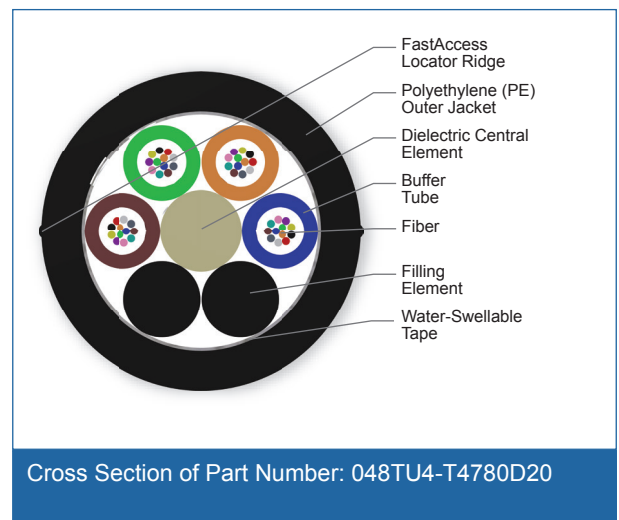 FastAccess
Locator Ridge
Polyethylene (PE)
Outer Jacket
Dielectric Central
Element
Buffer
Tube
Fiber
Filling
Element
Water-Swellable
Tape
Cross Section of Part Number: 048TU4-T4780D20